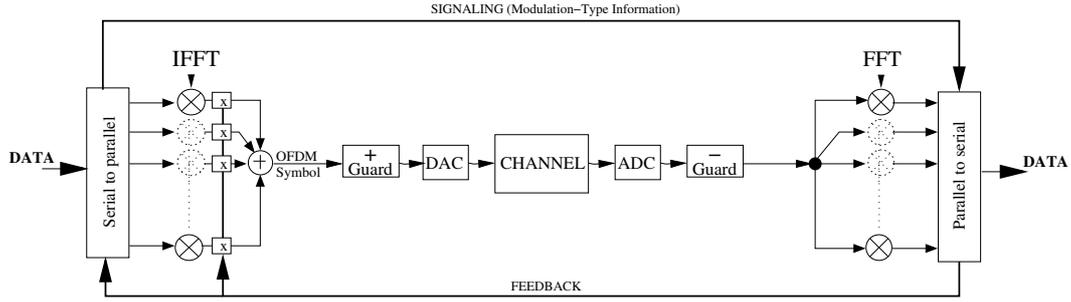 SIGNALING (Modulation−Type Information)
IFFT
FFT
x
x
x
x
DATA
Serial to parallel
+
OFDM
Symbol
+
Guard
DAC
CHANNEL
ADC
−
Guard
Parallel to serial
DATA
FEEDBACK